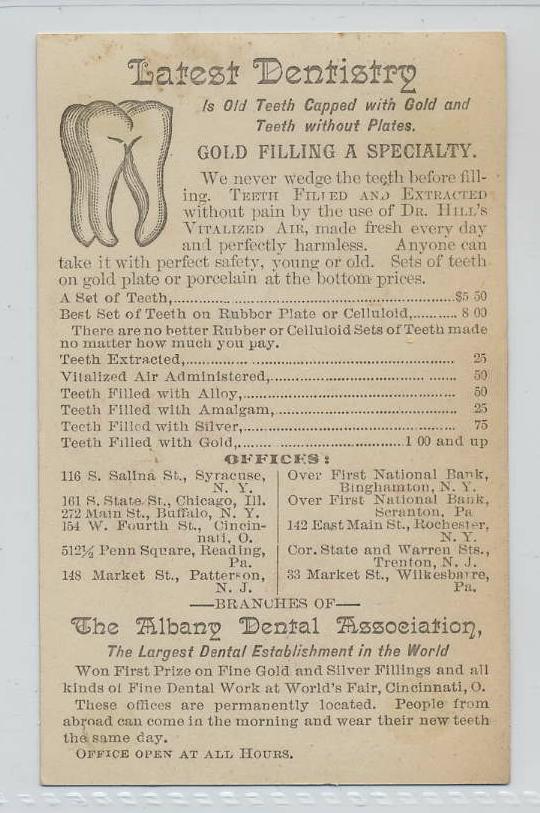 Latest Dentistry
Is Old Teeth Capped with Gold and
Teeth without Plates.
GOLD FILLING A SPECIALTY.
We never wedge the teeth before fill-
ing. TEETH FILLED AND EXTRACTED
without pain by the use of DR. HILL'S
VITALIZED AIR, made fresh every day
and perfectly harmless. Anyone can
take it with perfect safety, young or old. Sets of teeth
on gold plate or porcelain at the bottom prices.
A Set of Teeth,..........$5 50
Best Set of Teeth on Rubber Plate or Celluloid,.......... 8 00
There are no better Rubber or Celluloid Sets of Teeth made
no matter how much you pay.
Teeth Extracted,.......... 25
Vitalized Air Administered,.......... 50
Teeth Filled with Alloy,.......... 50
Teeth Filled with Amalgam,.......... 25
Teeth Filled with Silver,.......... 75
Teeth Filled with Gold,..........1 00 and up
OFFICES:
116 S. Salina St., Syracuse,
N. Y.
161 S. State St., Chicago, Ill.
272 Main St., Buffalo, N. Y.
154 W. Fourth St., Cincin-
nati, O.
512½ Penn Square, Reading,
Pa.
148 Market St., Patterson,
N. J.
Over First National Bank,
Binghamton, N. Y.
Over First National Bank,
Scranton, Pa
142 East Main St., Rochester,
N. Y.
Cor. State and Warren Sts.,
Trenton, N. J.
33 Market St., Wilkesbarre,
Pa.
—BRANCHES OF—
The Albany Dental Association,
The Largest Dental Establishment in the World
Won First Prize on Fine Gold and Silver Fillings and all
kinds of Fine Dental Work at World's Fair, Cincinnati, O.
These offices are permanently located. People from
abroad can come in the morning and wear their new teeth
the same day.
OFFICE OPEN AT ALL HOURS.